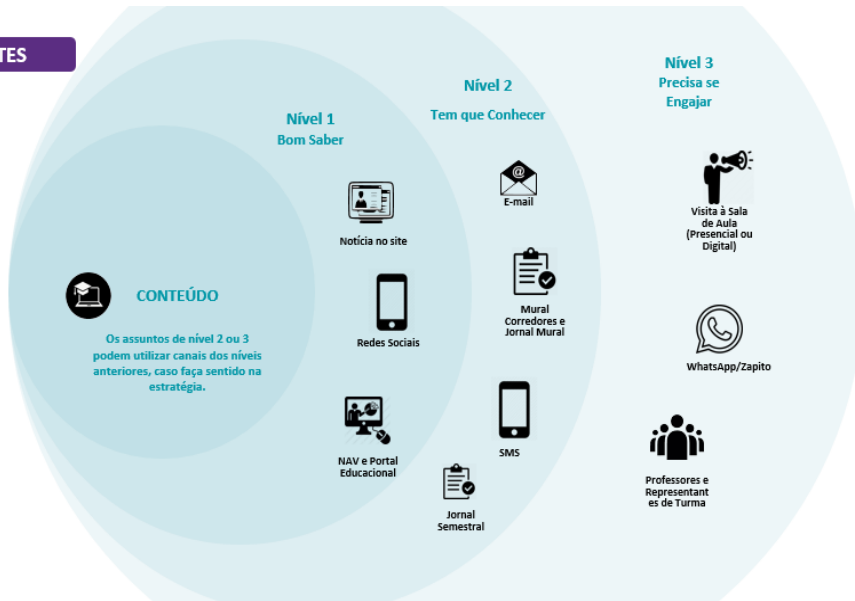 TES
Nível 1
Bom Saber
Nível 2
Tem que Conhecer
Nível 3
Precisa se
Engajar
CONTEÚDO
Os assuntos de nível 2 ou 3
podem utilizar canais dos níveis
anteriores, caso faça sentido na
estratégia.
Notícia no site
Redes Sociais
NAV e Portal
Educacional
E-mail
Mural
Corredores e
Jornal Mural
SMS
Jornal
Semestral
Visita à Sala
de Aula
(Presencial ou
Digital)
WhatsApp/Zapito
Professores e
Representant
es de Turma